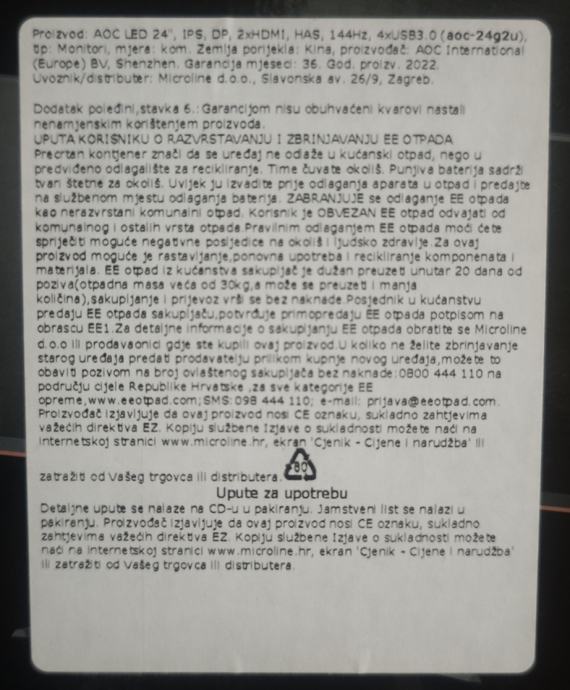 Proizvod: AOC LED 24", IPS, DP, 2xHDMI, HAS, 144Hz, 4xUSB3.0 (aoc-24g2u),
tip: Monitori, mjera: kom. Zemlja porijekla: Kina, proizvođač: AOC International
(Europe) BV, Shenzhen. Garancija mjeseci: 36. God. proizv. 2022.
Uvoznik/distributer: Microline d.o.o., Slavonska av. 26/9, Zagreb.
Dodatak poleđini,stavka 6.:Garancijom nisu obuhvaćeni kvarovi nastali
nenamjenskim korištenjem proizvoda.
UPUTA KORISNIKU O RAZVRSTAVANJU I ZBRINJAVANJU EE OTPADA
Precrtan kontjener znači da se uređaj ne odlaže u kućanski otpad, nego u
predviđeno odlagalište za recikliranje. Time čuvate okoliš. Punjiva baterija sadrži
tvari štetne za okoliš. Uvijek ju izvadite prije odlaganja aparata u otpad i predajte
na službenom mjestu odlaganja baterija. ZABRANJUJE se odlaganje EE otpada
kao nerazvrstani komunalni otpad. Korisnik je OBVEZAN EE otpad odvajati od
komunalnog i ostalih vrsta otpada.Pravilnim odlaganjem EE otpada moći ćete
spriječiti moguće negativne posljedice na okoliš i ljudsko zdravlje.Za ovaj
proizvod moguće je rastavljanje,ponovna upotreba i recikliranje komponenata i
materijala. EE otpad iz kućanstva sakupljač je dužan preuzeti unutar 20 dana od
poziva(otpadna masa veća od 30kg,a može se preuzeti i manja
količina),sakupljanje i prijevoz vrši se bez naknade.Posjednik u kućanstvu
predaju EE otpada sakupljaču,potvrđuje primopredaju EE otpada potpisom na
obrascu EE1.Za detaljne informacije o sakupljanju EE otpada obratite se Microline
d.o.o ili prodavaonici gdje ste kupili ovaj proizvod.U koliko ne želite zbrinjavanje
starog uređaja predati prodavatelju prilikom kupnje novog uređaja,možete to
obaviti pozivom na broj ovlaštenog sakupljača bez naknade:0800 444 110 na
području cijele Republike Hrvatske ,za sve kategorije EE
opreme,www.eeotpad.com;SMS:098 444 110; e-mail: prijava@eeotpad.com.
Proizvođač izjavljuje da ovaj proizvod nosi CE oznaku, sukladno zahtjevima
važećih direktiva EZ. Kopiju službene Izjave o sukladnosti možete naći na
internetskoj stranici www.microline.hr, ekran 'Cjenik - Cijene i narudžba' ili
zatražiti od Vašeg trgovca ili distributera. 80
Upute za upotrebu
Detaljne upute se nalaze na CD-u u pakiranju. Jamstveni list se nalazi u
pakiranju. Proizvođač izjavljuje da ovaj proizvod nosi CE oznaku, sukladno
zahtjevima važećih direktiva EZ. Kopiju službene Izjave o sukladnosti možete
naći na internetskoj stranici www.microline.hr, ekran 'Cjenik - Cijene i narudžba'
ili zatražiti od Vašeg trgovca ili distributera.